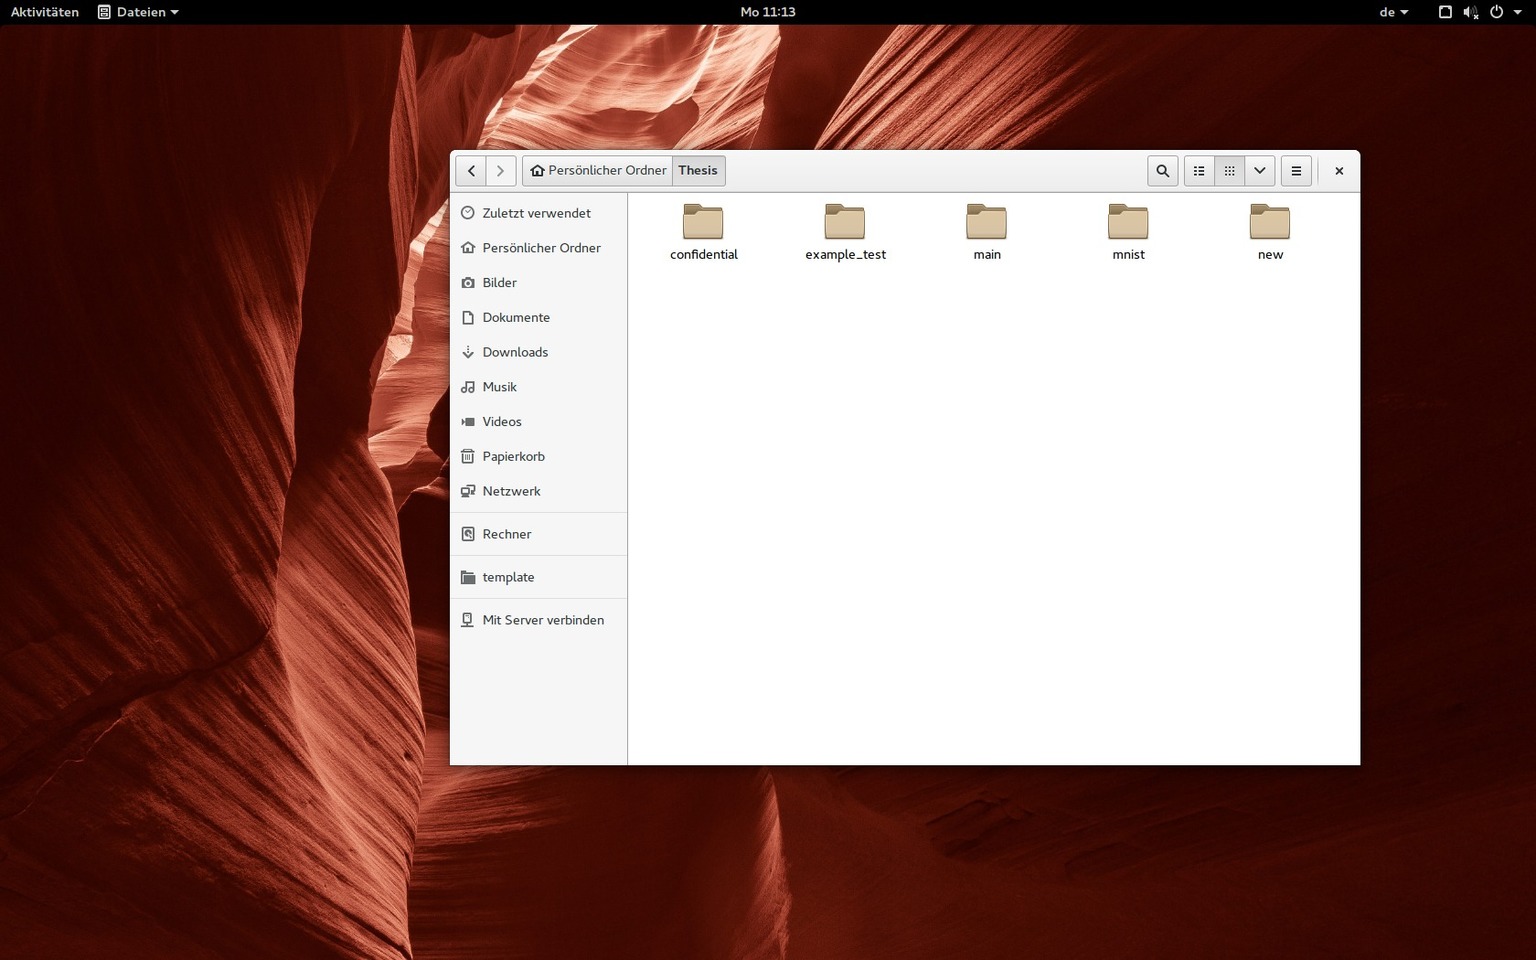 Aktivitäten Dateien Mo 11:13 de
Persönlicher Ordner Thesis
Zuletzt verwendet
Persönlicher Ordner
Bilder
Dokumente
Downloads
Musik
Videos
Papierkorb
Netzwerk
Rechner
template
Mit Server verbinden
confidential example_test main mnist new